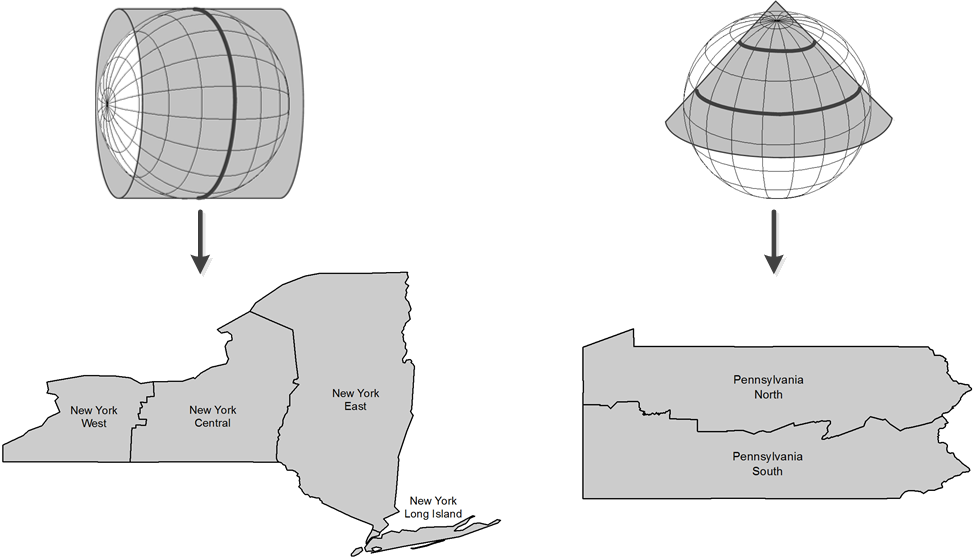 New York
West
New York
Central
New York
East
New York
Long Island
Pennsylvania
North
Pennsylvania
South